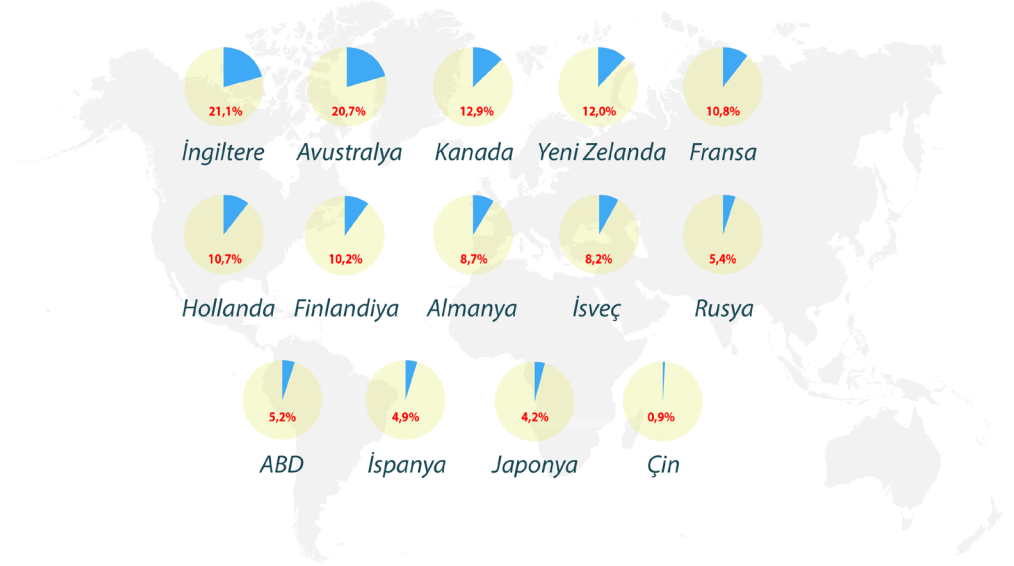 21,1% 20,7% 12,9% 12,0% 10,8%
İngiltere Avustralya Kanada Yeni Zelanda Fransa
10,7% 10,2% 8,7% 8,2% 5,4%
Hollanda Finlandiya Almanya İsveç Rusya
5,2% 4,9% 4,2% 0,9%
ABD İspanya Japonya Çin